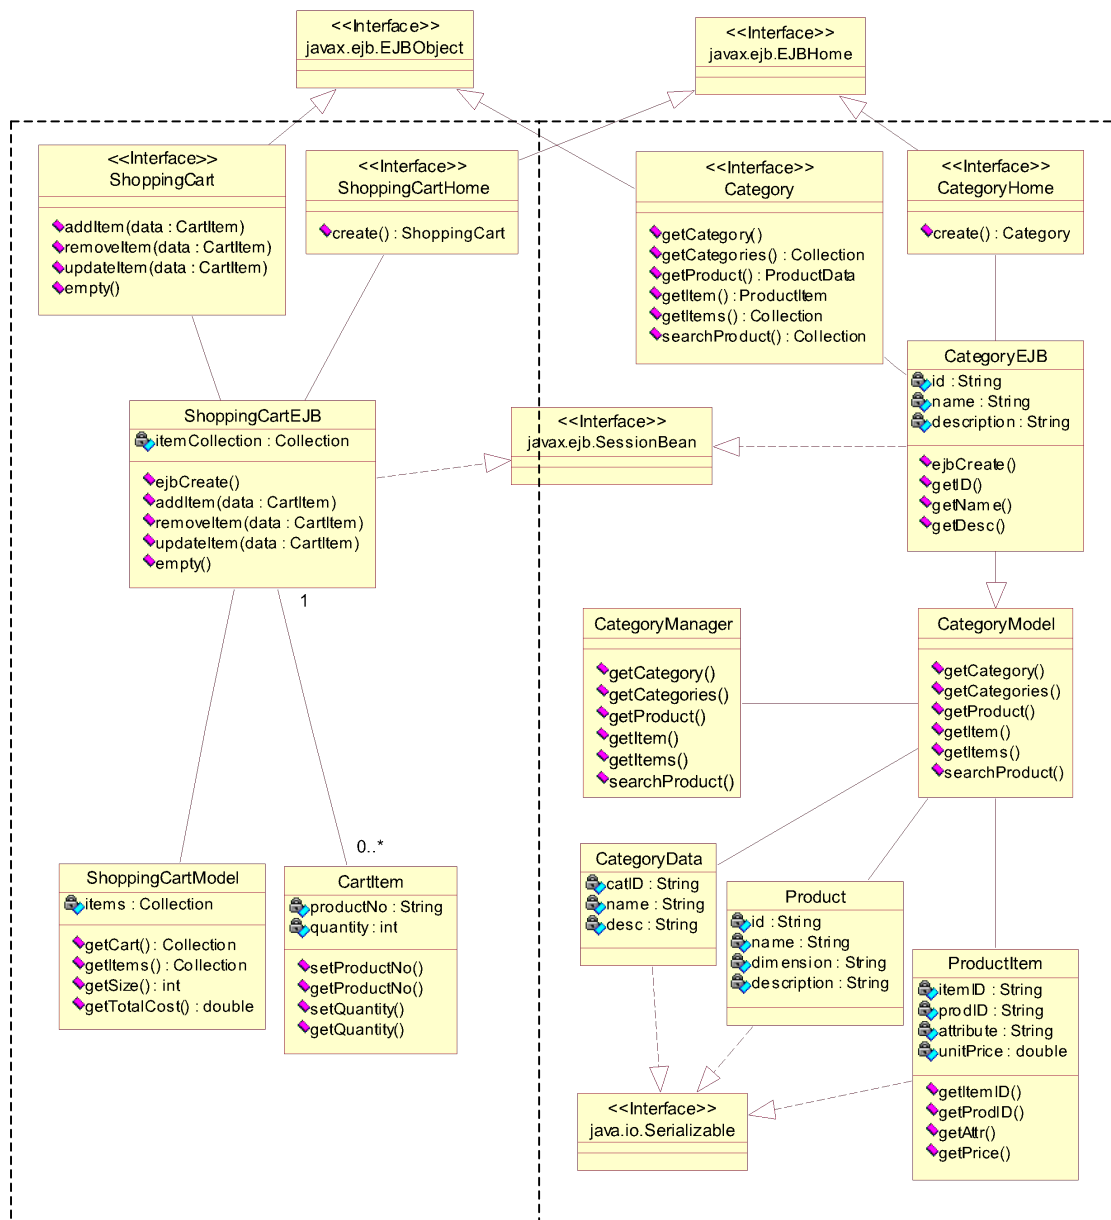 <<Interface>>
javax.ejb.EJBObject
<<Interface>>
javax.ejb.EJBHome
<<Interface>>
ShoppingCart
addItem(data : CartItem)
removeItem(data : CartItem)
updateItem(data : CartItem)
empty()
<<Interface>>
ShoppingCartHome
create() : ShoppingCart
<<Interface>>
Category
getCategory()
getCategories() : Collection
getProduct() : ProductData
getItem() : ProductItem
getItems() : Collection
searchProduct() : Collection
<<Interface>>
CategoryHome
create() : Category
ShoppingCartEJB
itemCollection : Collection
ejbCreate()
addItem(data : CartItem)
removeItem(data : CartItem)
updateItem(data : CartItem)
empty()
<<Interface>>
javax.ejb.SessionBean
CategoryEJB
id : String
name : String
description : String
ejbCreate()
getID()
getName()
getDesc()
1
0..*
CategoryManager
getCategory()
getCategories()
getProduct()
getItem()
getItems()
searchProduct()
CategoryModel
getCategory()
getCategories()
getProduct()
getItem()
getItems()
searchProduct()
ShoppingCartModel
items : Collection
getCart() : Collection
getItems() : Collection
getSize() : int
getTotalCost() : double
CartItem
productNo : String
quantity : int
setProductNo()
getProductNo()
setQuantity()
getQuantity()
CategoryData
catID : String
name : String
desc : String
Product
id : String
name : String
dimension : String
description : String
ProductItem
itemID : String
prodID : String
attribute : String
unitPrice : double
getItemID()
getProdID()
getAttr()
getPrice()
<<Interface>>
java.io.Serializable